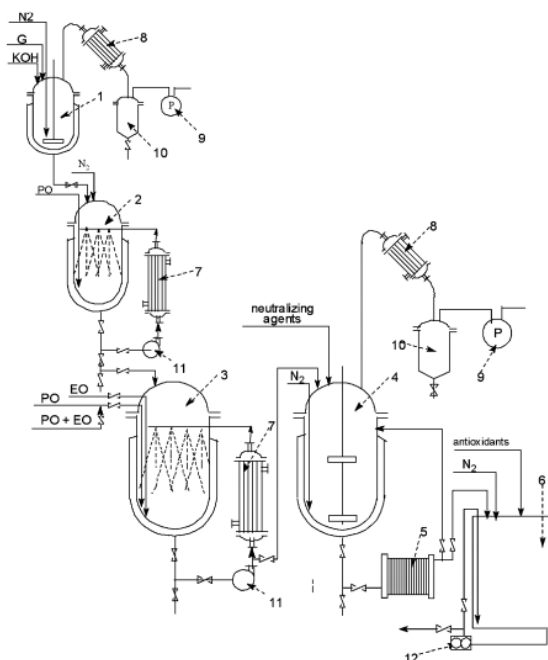 N2
G
KOH
8
1
P
10
9
N2
PO
2
7
11
8
neutralizing
agents
P
10
9
EO
3
N2
4
PO
PO + EO
7
antioxidants
N2
6
5
11
12